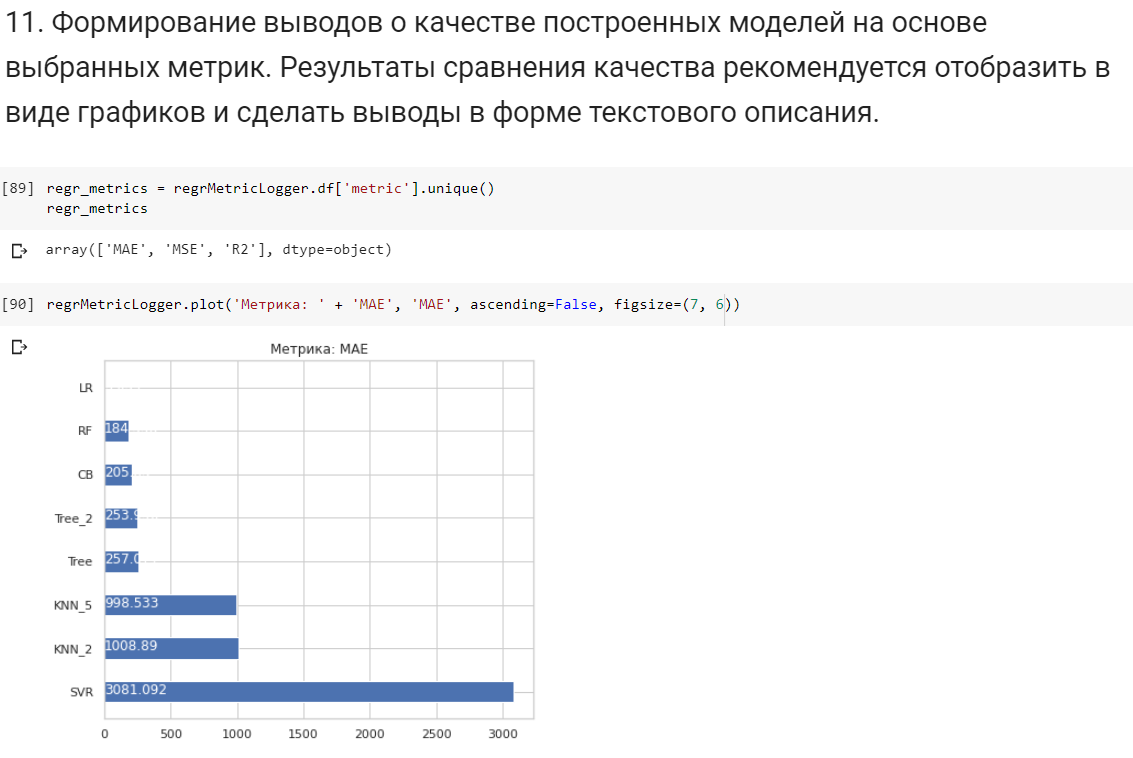 11. Формирование выводов о качестве построенных моделей на основе
выбранных метрик. Результаты сравнения качества рекомендуется отобразить в
виде графиков и сделать выводы в форме текстового описания.
[89] regr_metrics = regrMetricLogger.df['metric'].unique()
regr_metrics
array(['MAE', 'MSE', 'R2'], dtype=object)
[90] regrMetricLogger.plot('Метрика: ' + 'MAE', 'MAE', ascending=False, figsize=(7, 6))
Метрика: MAE
LR
RF 184
CB 205.
Tree_2 253.9
Tree 257.0
KNN_5 998.533
KNN_2 1008.89
SVR 3081.092
0 500 1000 1500 2000 2500 3000